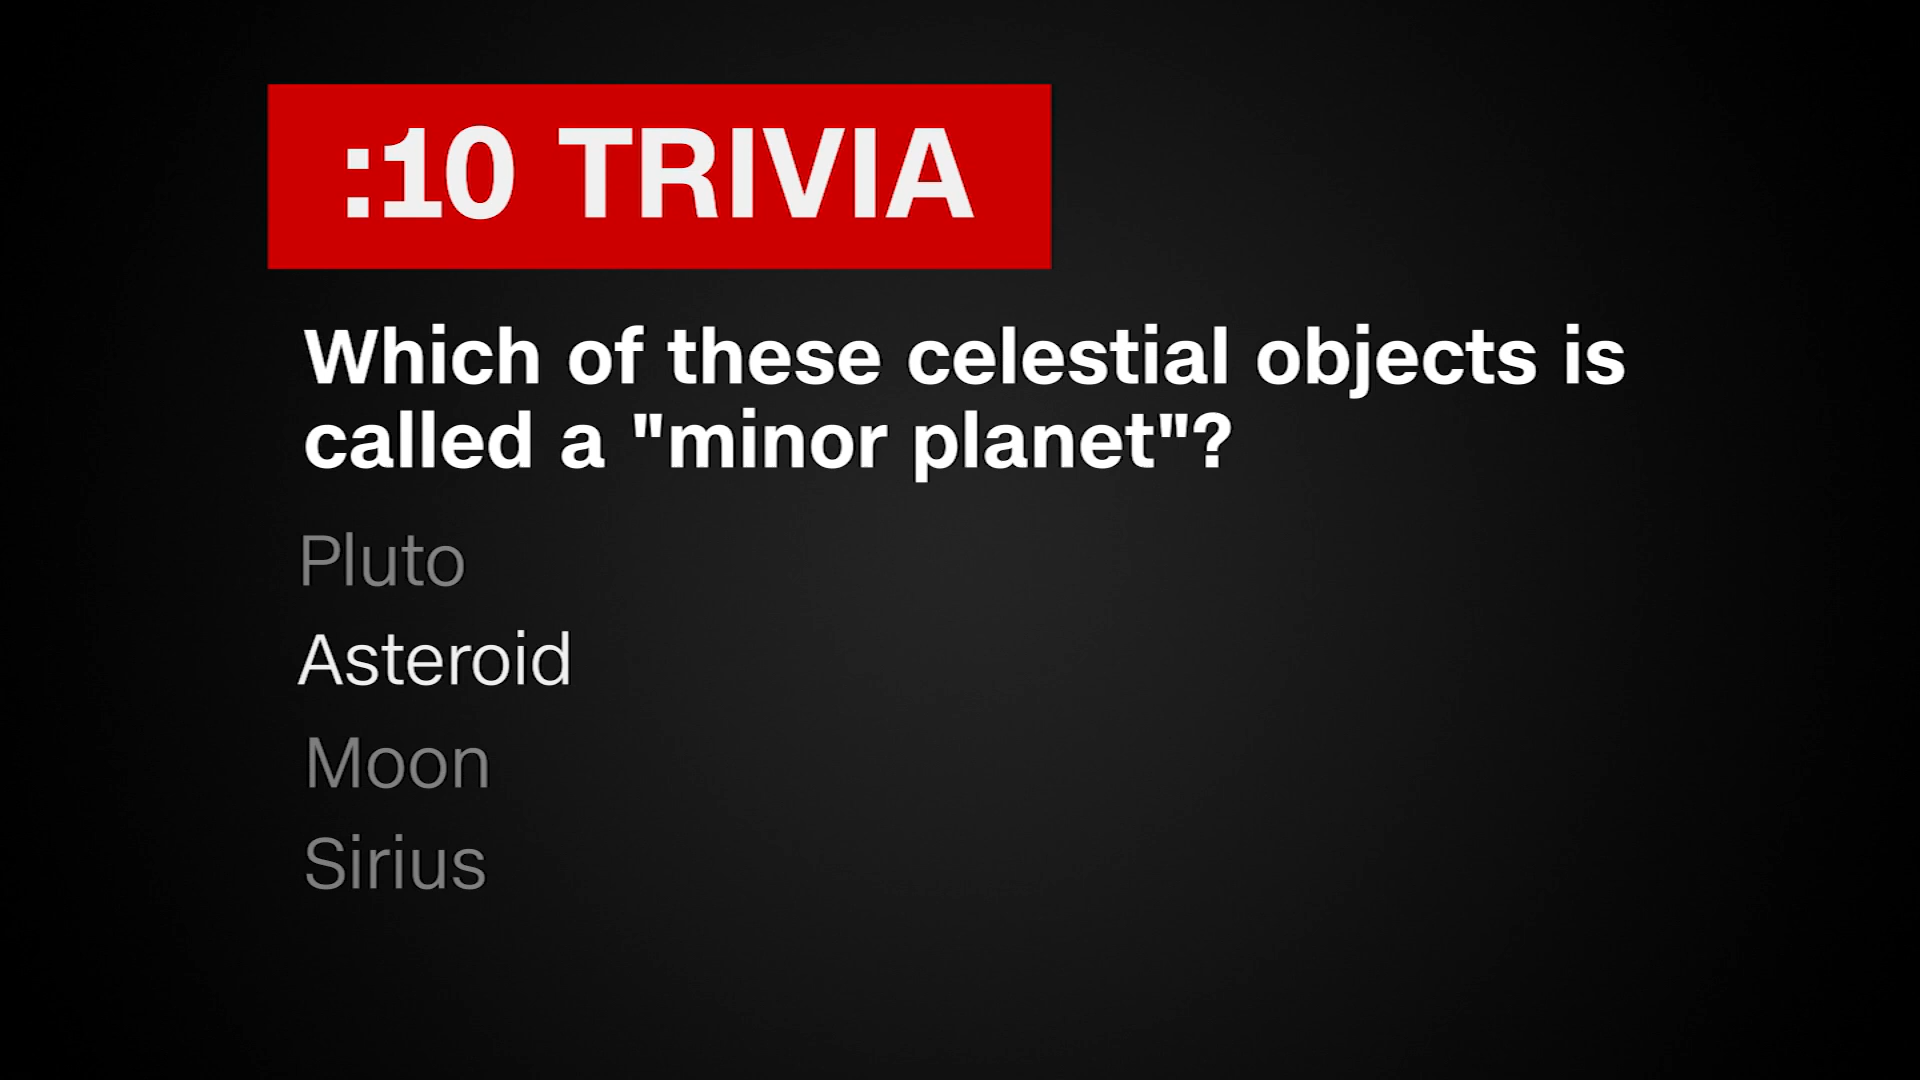 :10 TRIVIA
Which of these celestial objects is
called a "minor planet"?
Pluto
Asteroid
Moon
Sirius